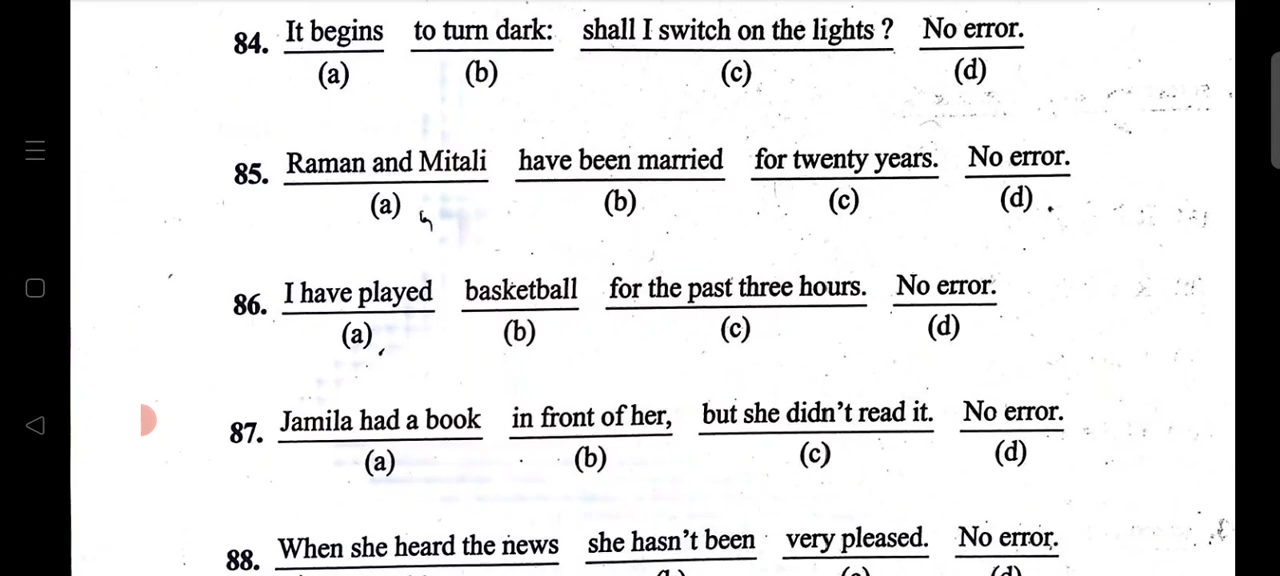 84. It begins to turn dark: shall I switch on the lights ? No error.
(a) (b) (c) (d)
85. Raman and Mitali have been married for twenty years. No error.
(a) (b) (c) (d)
86. I have played basketball for the past three hours. No error.
(a) (b) (c) (d)
87. Jamila had a book in front of her, but she didn't read it. No error.
(a) (b) (c) (d)
88. When she heard the news she hasn't been very pleased. No error.